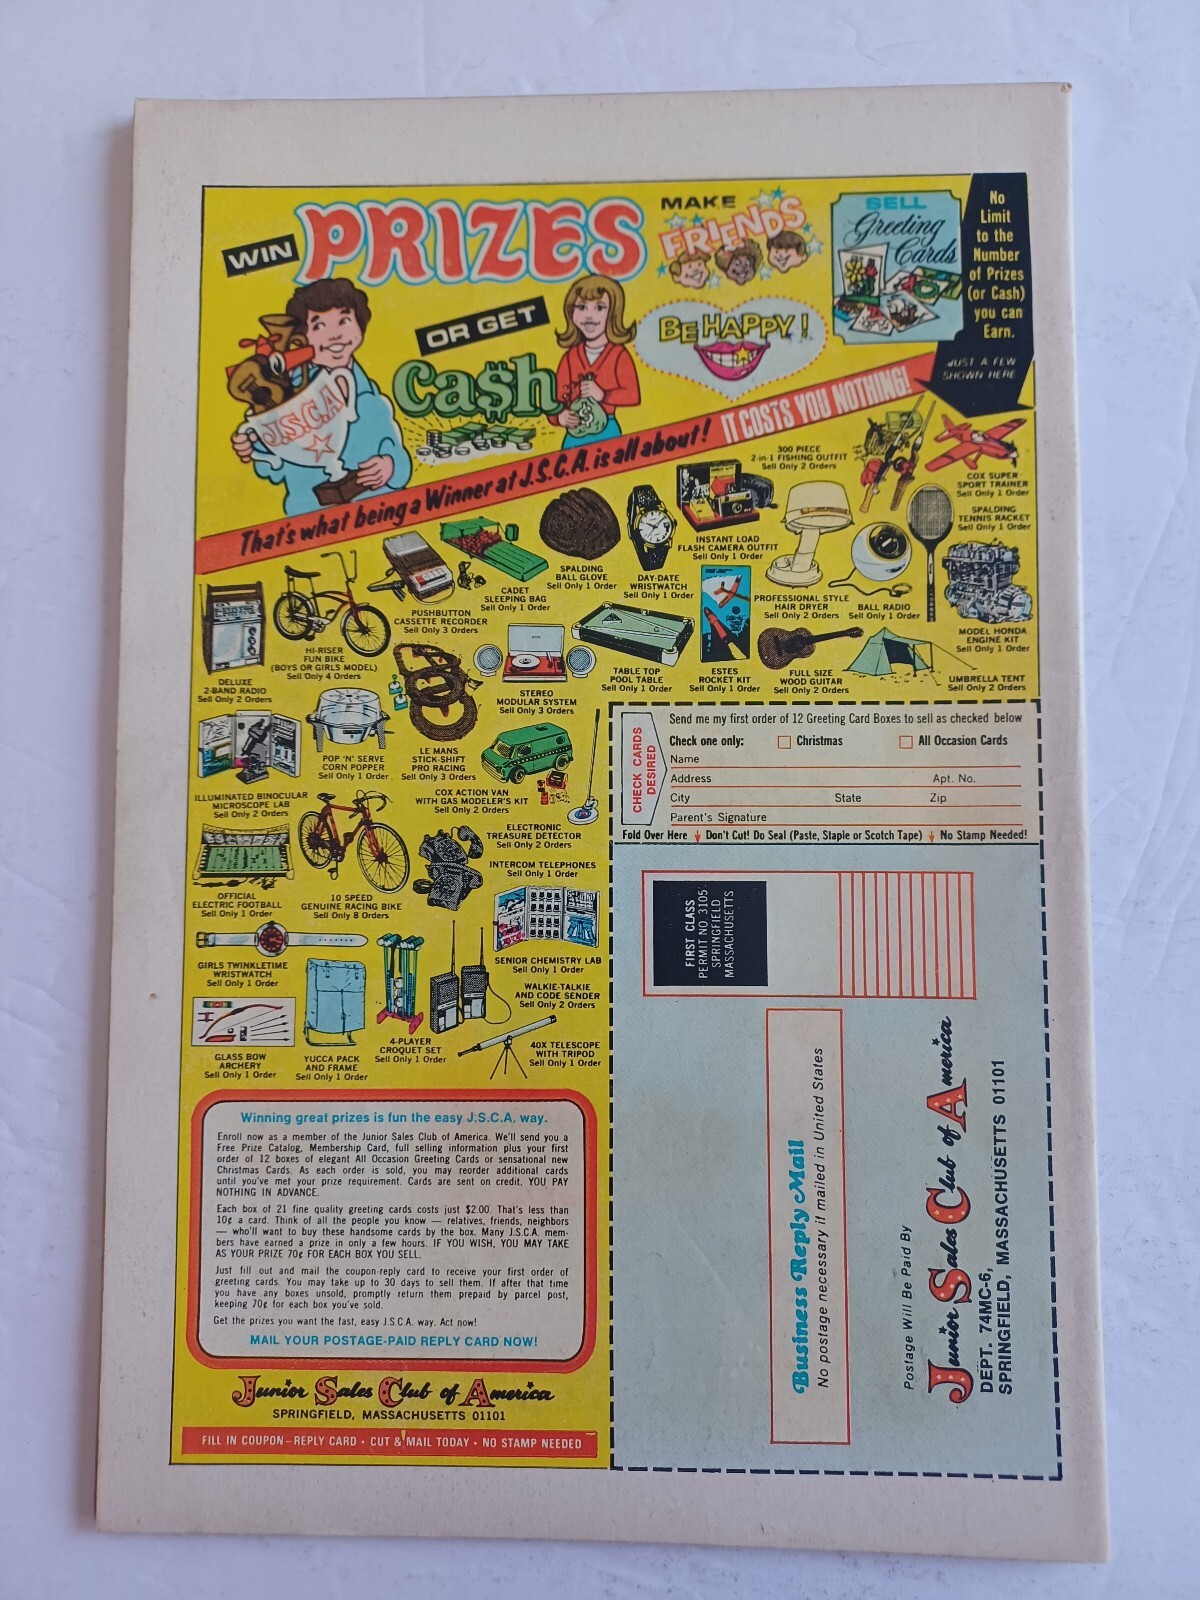 WIN
PRIZES
OR GET
Ca$h
MAKE
FRIENDS
BE HAPPY!
SELL
Greeting
Cards
No
Limit
to the
Number
of Prizes
(or Cash)
you can
Earn.
JUST A FEW
SHOWN HERE
J.S.C.A.
$
That's what being a Winner at J.S.C.A. is all about! IT COSTS YOU NOTHING!
300 PIECE
2-in-1 FISHING OUTFIT
Sell Only 2 Orders
COX SUPER
SPORT TRAINER
Sell Only 1 Order
SPALDING
TENNIS RACKET
Sell Only 1 Order
INSTANT LOAD
FLASH CAMERA OUTFIT
Sell Only 1 Order
DAY-DATE
WRISTWATCH
Sell Only 1 Order
SPALDING
BALL GLOVE
Sell Only 1 Order
CADET
SLEEPING BAG
Sell Only 1 Order
PUSHBUTTON
CASSETTE RECORDER
Sell Only 3 Orders
PROFESSIONAL STYLE
HAIR DRYER
Sell Only 2 Orders
BALL RADIO
Sell Only 1 Order
MODEL HONDA
ENGINE KIT
Sell Only 1 Order
HI-RISER
FUN BIKE
(BOYS OR GIRLS MODEL)
Sell Only 4 Orders
DELUXE
2-BAND RADIO
Sell Only 2 Orders
STEREO
MODULAR SYSTEM
Sell Only 3 Orders
TABLE TOP
POOL TABLE
Sell Only 1 Order
ESTES
ROCKET KIT
Sell Only 1 Order
FULL SIZE
WOOD GUITAR
Sell Only 2 Orders
UMBRELLA TENT
Sell Only 2 Orders
POP 'N' SERVE
CORN POPPER
Sell Only 1 Order
LE MANS
STICK-SHIFT
PRO RACING
Sell Only 3 Orders
COX ACTION VAN
WITH GAS MODELER'S KIT
Sell Only 2 Orders
ILLUMINATED BINOCULAR
MICROSCOPE LAB
Sell Only 2 Orders
ELECTRONIC
TREASURE DETECTOR
Sell Only 2 Orders
INTERCOM TELEPHONES
Sell Only 1 Order
OFFICIAL
ELECTRIC FOOTBALL
Sell Only 1 Order
10 SPEED
GENUINE RACING BIKE
Sell Only 8 Orders
SENIOR CHEMISTRY LAB
Sell Only 1 Order
GIRLS TWINKLETIME
WRISTWATCH
Sell Only 1 Order
WALKIE-TALKIE
AND CODE SENDER
Sell Only 2 Orders
GLASS BOW
ARCHERY
Sell Only 1 Order
YUCCA PACK
AND FRAME
Sell Only 1 Order
4-PLAYER
CROQUET SET
Sell Only 1 Order
40X TELESCOPE
WITH TRIPOD
Sell Only 1 Order
Winning great prizes is fun the easy J.S.C.A. way.
Enroll now as a member of the Junior Sales Club of America. We'll send you a
Free Prize Catalog, Membership Card, full selling information plus your first
order of 12 boxes of elegant All Occasion Greeting Cards or sensational new
Christmas Cards. As each order is sold, you may reorder additional cards
until you've met your prize requirement. Cards are sent on credit. YOU PAY
NOTHING IN ADVANCE.
Each box of 21 fine quality greeting cards costs just $2.00. That's less than
10¢ a card. Think of all the people you know — relatives, friends, neighbors
— who'll want to buy these handsome cards by the box. Many J.S.C.A. mem-
bers have earned a prize in only a few hours. IF YOU WISH, YOU MAY TAKE
AS YOUR PRIZE 70¢ FOR EACH BOX YOU SELL.
Just fill out and mail the coupon-reply card to receive your first order of
greeting cards. You may take up to 30 days to sell them. If after that time
you have any boxes unsold, promptly return them prepaid by parcel post,
keeping 70¢ for each box you've sold.
Get the prizes you want the fast, easy J.S.C.A. way. Act now!
MAIL YOUR POSTAGE-PAID REPLY CARD NOW!
Junior Sales Club of America
SPRINGFIELD, MASSACHUSETTS 01101
FILL IN COUPON-REPLY CARD • CUT & MAIL TODAY • NO STAMP NEEDED
CHECK CARDS
DESIRED
Send me my first order of 12 Greeting Card Boxes to sell as checked below
Check one only: Christmas All Occasion Cards
Name
Address Apt. No.
City State Zip
Parent's Signature
Fold Over Here Don't Cut! Do Seal (Paste, Staple or Scotch Tape) No Stamp Needed!
FIRST CLASS
PERMIT NO. 3105
SPRINGFIELD
MASSACHUSETTS
Business Reply Mail
No postage necessary if mailed in United States
Postage Will Be Paid By
Junior Sales Club of America
DEPT. 74MC-6,
SPRINGFIELD, MASSACHUSETTS 01101